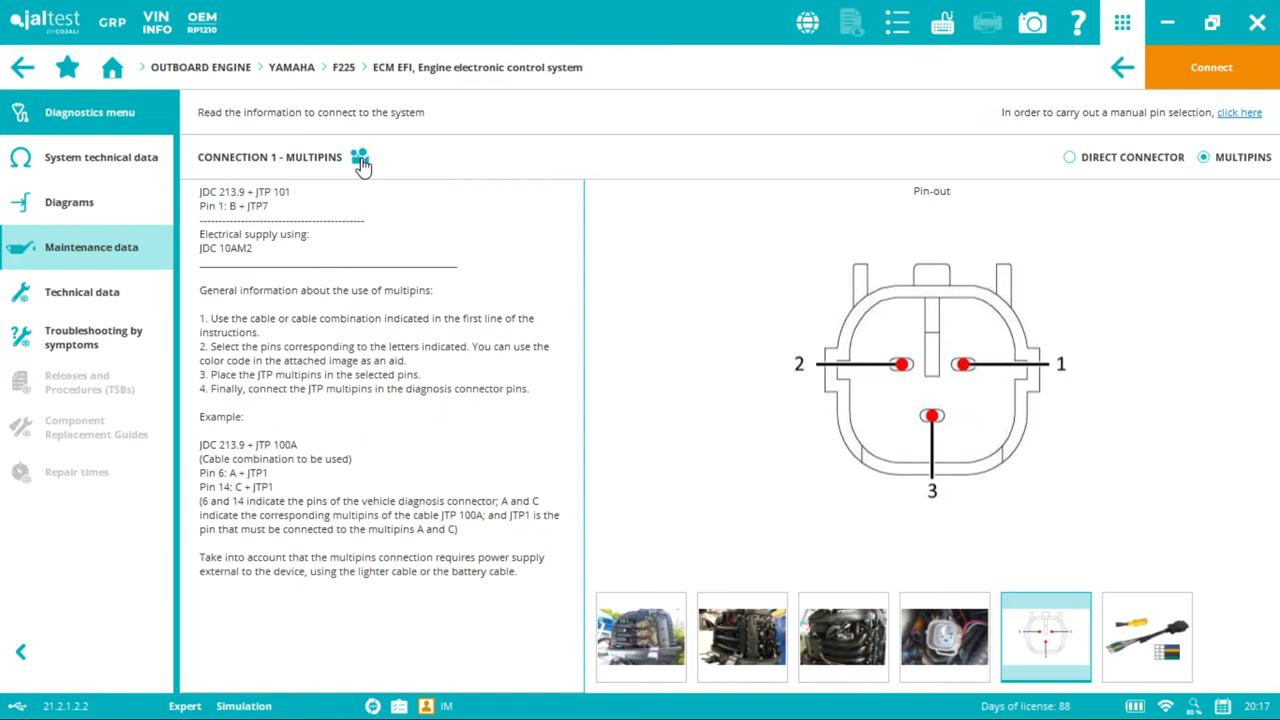 jaltest
BY COJALI
GRP
VIN
INFO
OEM
RP1210
?
OUTBOARD ENGINE > YAMAHA > F225 > ECM EFI, Engine electronic control system
Connect
Diagnostics menu
System technical data
Diagrams
Maintenance data
Technical data
Troubleshooting by
symptoms
Releases and
Procedures (TSBs)
Component
Replacement Guides
Repair times
Read the information to connect to the system
In order to carry out a manual pin selection, click here
CONNECTION 1 - MULTIPINS
DIRECT CONNECTOR
MULTIPINS
JDC 213.9 + JTP 101
Pin 1: B + JTP7
--------------------------------------------
Electrical supply using:
JDC 10AM2
___________________________________________
General information about the use of multipins:
1. Use the cable or cable combination indicated in the first line of the
instructions.
2. Select the pins corresponding to the letters indicated. You can use the
color code in the attached image as an aid.
3. Place the JTP multipins in the selected pins.
4. Finally, connect the JTP multipins in the diagnosis connector pins.
Example:
JDC 213.9 + JTP 100A
(Cable combination to be used)
Pin 6: A + JTP1
Pin 14: C + JTP1
(6 and 14 indicate the pins of the vehicle diagnosis connector; A and C
indicate the corresponding multipins of the cable JTP 100A; and JTP1 is the
pin that must be connected to the multipins A and C)
Take into account that the multipins connection requires power supply
external to the device, using the lighter cable or the battery cable.
Pin-out
2
1
3
21.2.1.2.2
Expert
Simulation
IM
Days of license: 88
80 %
20:17